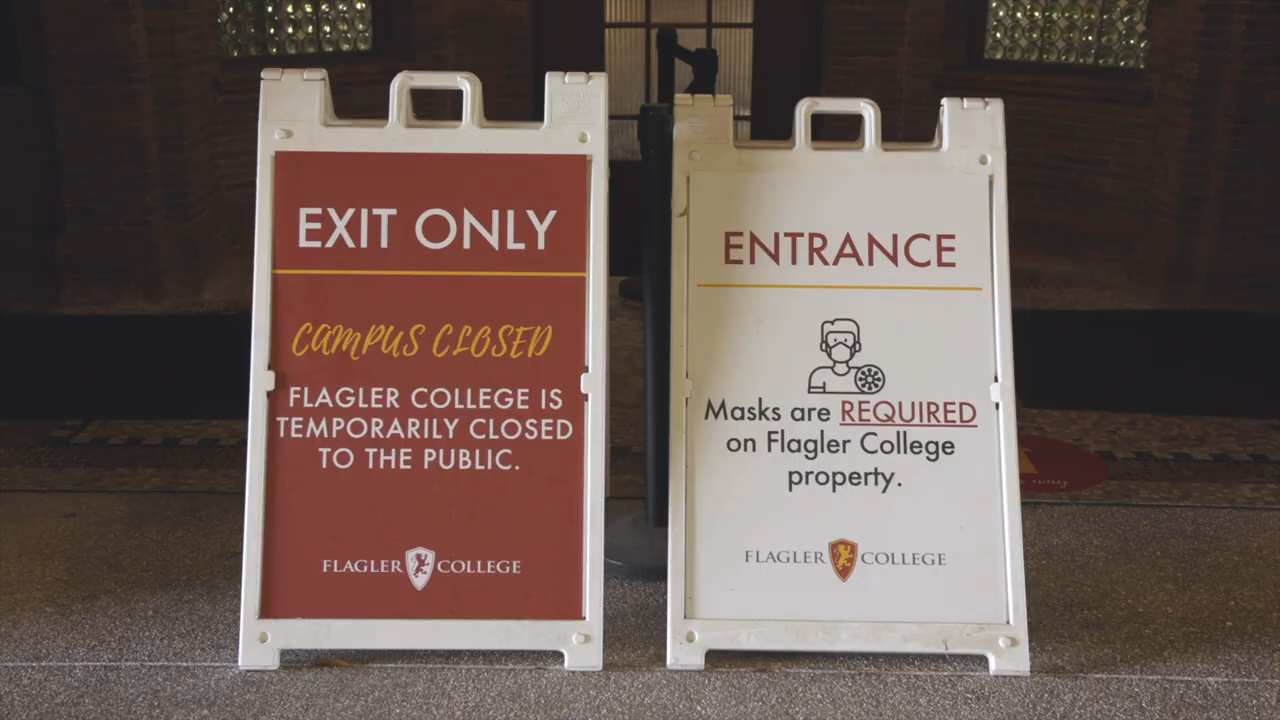 EXIT ONLY
CAMPUS CLOSED
FLAGLER COLLEGE IS
TEMPORARILY CLOSED
TO THE PUBLIC.
FLAGLER COLLEGE
ENTRANCE
Masks are REQUIRED
on Flagler College
property.
FLAGLER COLLEGE